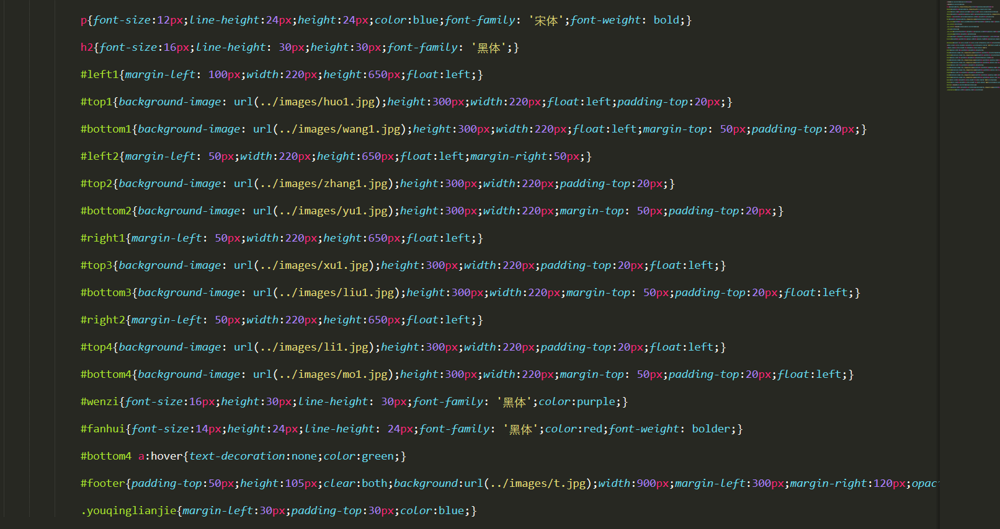 p{font-size:12px;line-height:24px;height:24px;color:blue;font-family: '宋体';font-weight: bold;}
h2{font-size:16px;line-height: 30px;height:30px;font-family: '黑体';}
#left1{margin-left: 100px;width:220px;height:650px;float:left;}
#top1{background-image: url(../images/huo1.jpg);height:300px;width:220px;float:left;padding-top:20px;}
#bottom1{background-image: url(../images/wang1.jpg);height:300px;width:220px;float:left;margin-top: 50px;padding-top:20px;}
#left2{margin-left: 50px;width:220px;height:650px;float:left;margin-right:50px;}
#top2{background-image: url(../images/zhang1.jpg);height:300px;width:220px;padding-top:20px;}
#bottom2{background-image: url(../images/yu1.jpg);height:300px;width:220px;margin-top: 50px;padding-top:20px;}
#right1{margin-left: 50px;width:220px;height:650px;float:left;}
#top3{background-image: url(../images/xu1.jpg);height:300px;width:220px;padding-top:20px;float:left;}
#bottom3{background-image: url(../images/liu1.jpg);height:300px;width:220px;margin-top: 50px;padding-top:20px;float:left;}
#right2{margin-left: 50px;width:220px;height:650px;float:left;}
#top4{background-image: url(../images/li1.jpg);height:300px;width:220px;padding-top:20px;float:left;}
#bottom4{background-image: url(../images/mo1.jpg);height:300px;width:220px;margin-top: 50px;padding-top:20px;float:left;}
#wenzi{font-size:16px;height:30px;line-height: 30px;font-family: '黑体';color:purple;}
#fanhui{font-size:14px;height:24px;line-height: 24px;font-family: '黑体';color:red;font-weight: bolder;}
#bottom4 a:hover{text-decoration:none;color:green;}
#footer{padding-top:50px;height:105px;clear:both;background:url(../images/t.jpg);width:900px;margin-left:300px;margin-right:120px;opac
.youqinglianjie{margin-left:30px;padding-top:30px;color:blue;}